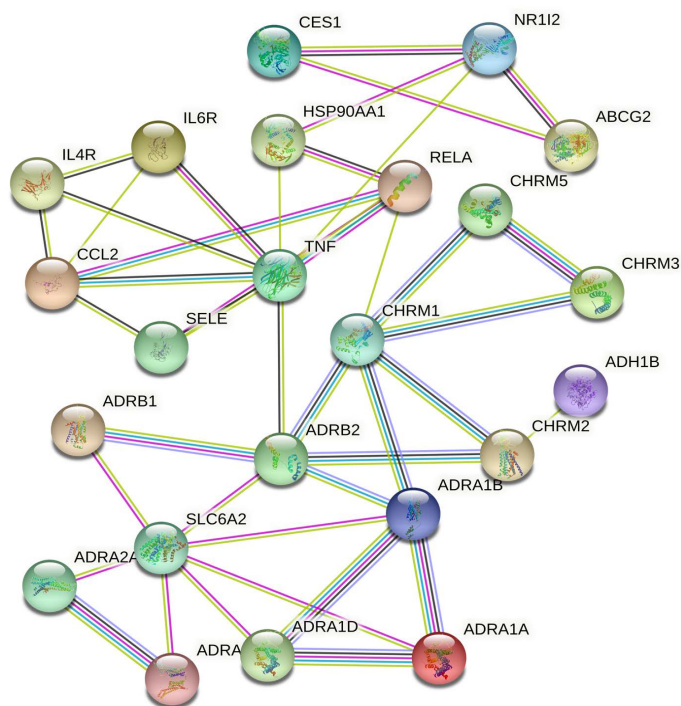 CES1
NR1I2
HSP90AA1
ABCG2
IL6R
IL4R
RELA
CHRM5
TNF
CCL2
CHRM3
SELE
CHRM1
ADH1B
ADRB1
CHRM2
ADRB2
ADRA1B
SLC6A2
ADRA2A
ADRA1D
ADRA1A
ADRA